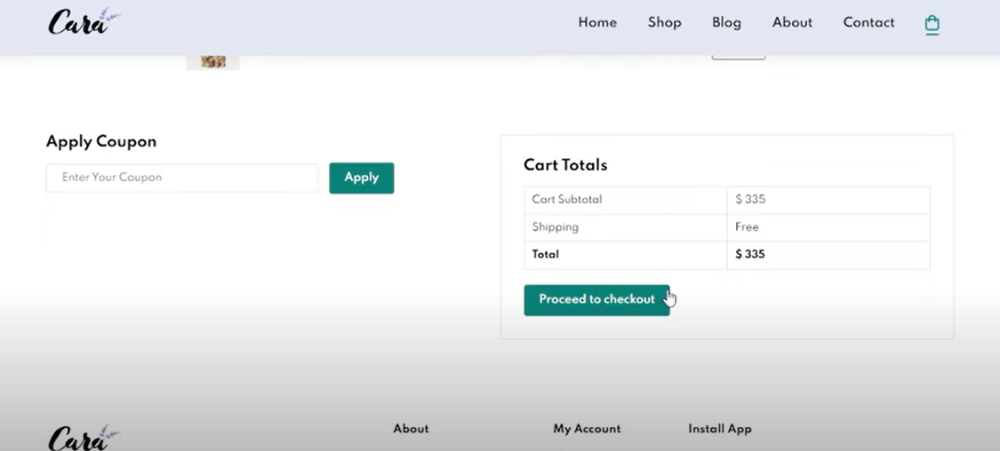 Cara
Home Shop Blog About Contact
Apply Coupon
Enter Your Coupon
Apply
Cart Totals
Cart Subtotal $ 335
Shipping Free
Total $ 335
Proceed to checkout
Cara
About My Account Install App